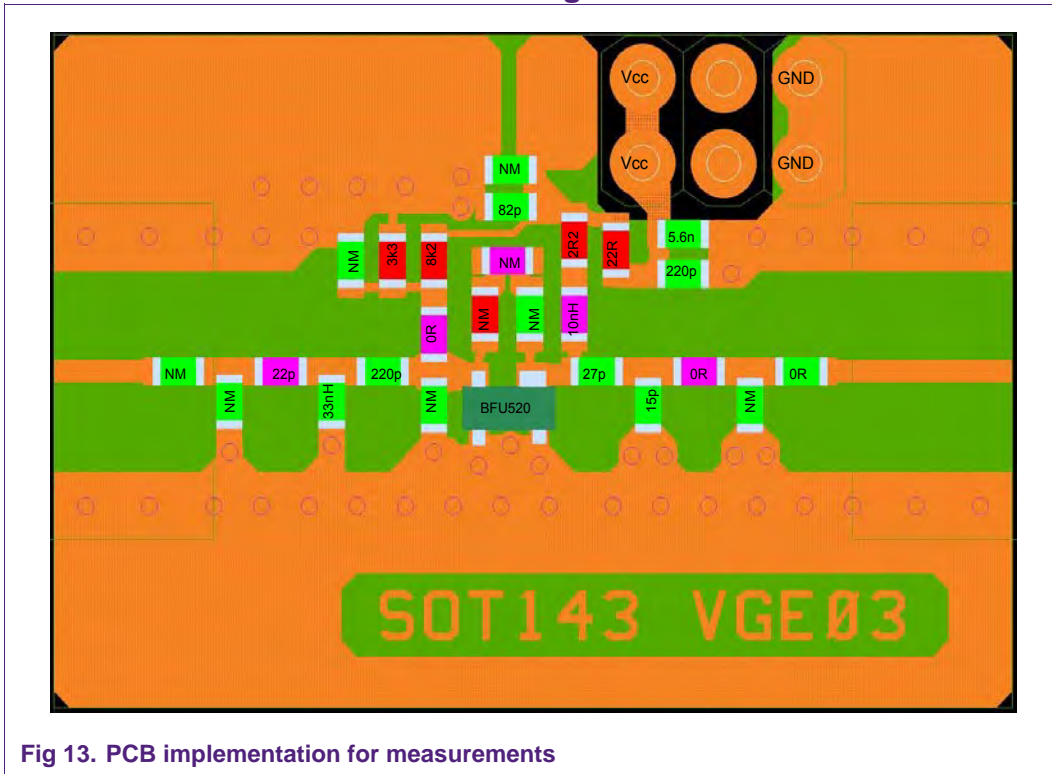 Vcc
GND
Vcc
GND
NM
82p
5.6n
220p
NM
3k3
8k2
NM
2R2
22R
0R
NM
NM
10nH
NM
22p
220p
27p
0R
0R
NM
33nH
NM
BFU520
15p
NM
SOT143 VGE03
Fig 13. PCB implementation for measurements